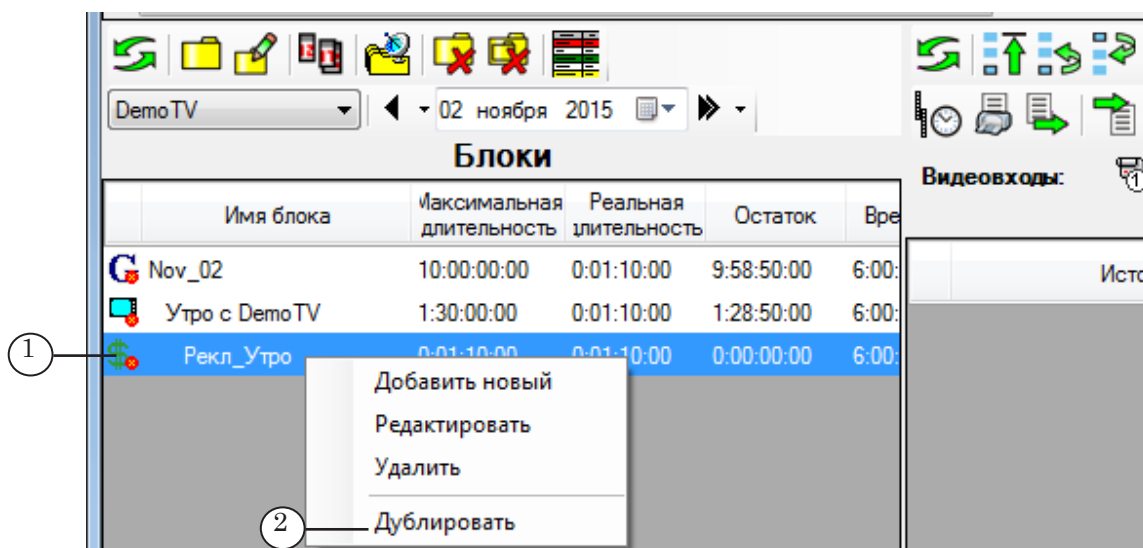 DemoTV
02 ноября 2015
Блоки
Видеовходы:
1
Имя блока
Максимальная длительность
Реальная длительность
Остаток
Вре
Исто
Nov_02 10:00:00:00 0:01:10:00 9:58:50:00 6:00:
Утро с DemoTV 1:30:00:00 0:01:10:00 1:28:50:00 6:00:
1
Рекл_Утро 0:01:10:00 0:01:10:00 0:00:00:00 6:00:
Добавить новый
Редактировать
Удалить
2
Дублировать